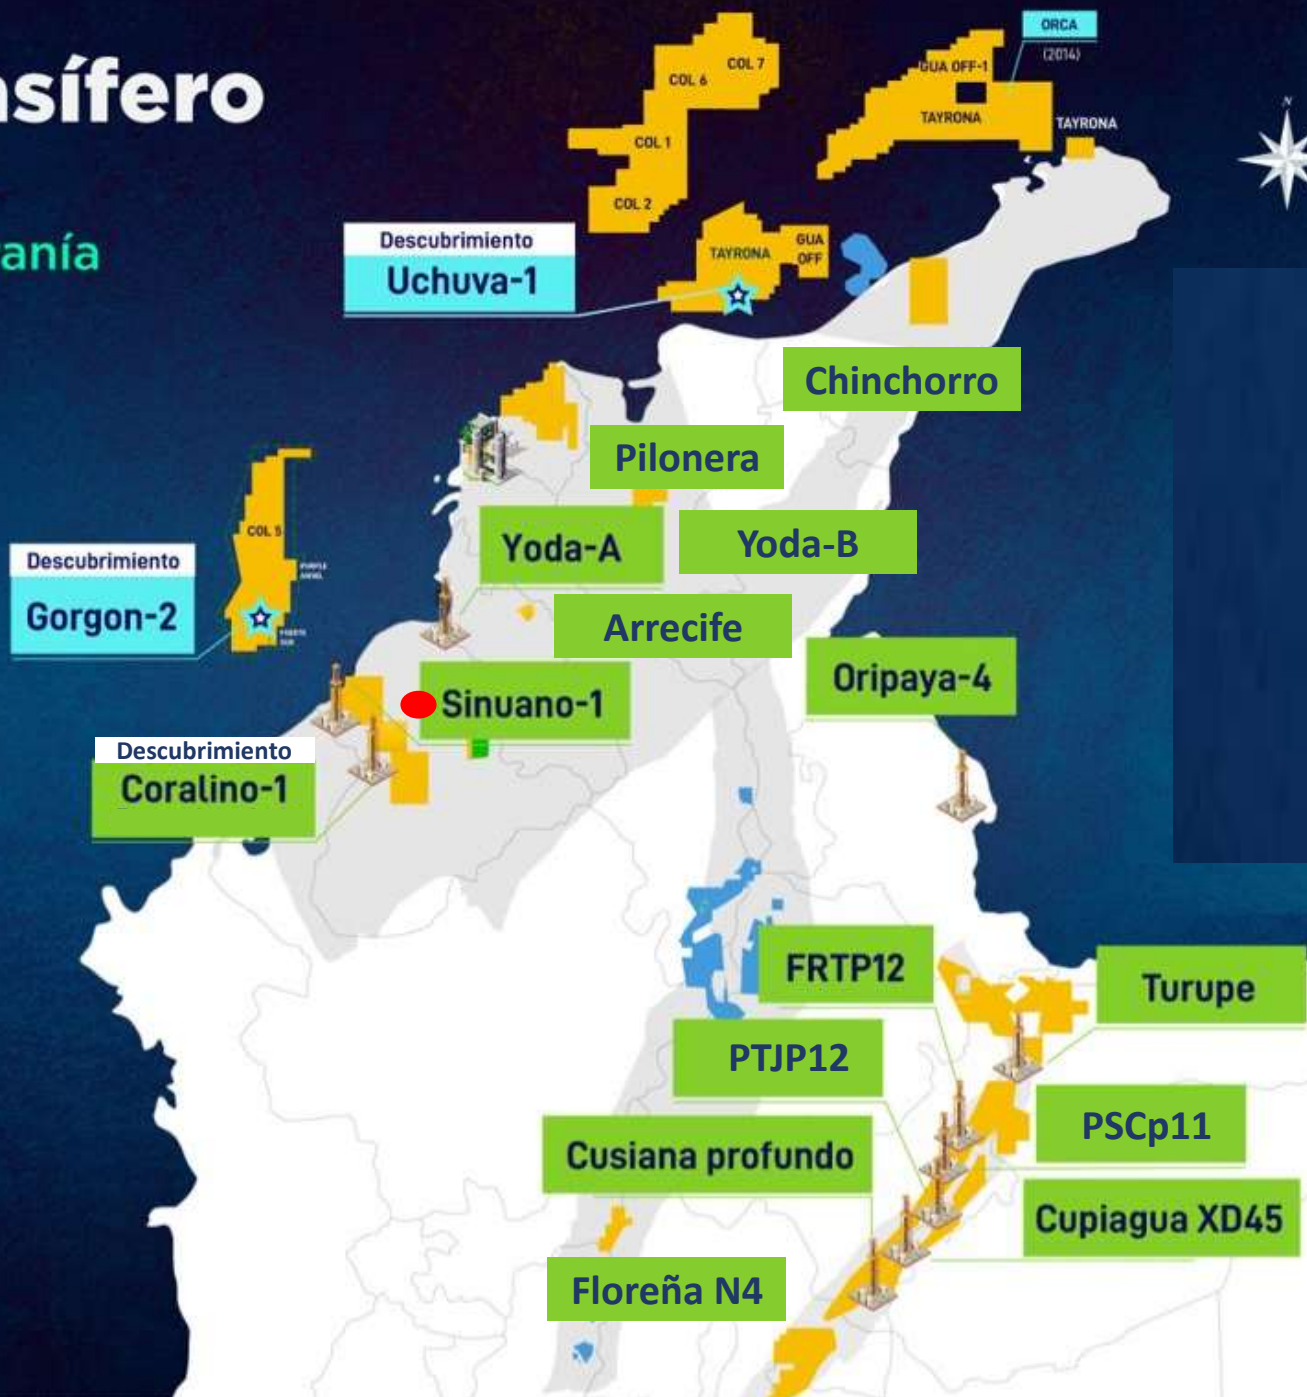 ORCA
(2014)
COL 7
COL 6
GUA OFF-1
TAYRONA
TAYRONA
N
sífero
COL 1
COL 2
anía
Descubrimiento
Uchuva-1
TAYRONA
GUA
OFF
Chinchorro
Pilonera
COL 5
Yoda-A
Yoda-B
Descubrimiento
Gorgon-2
FUERTE
SUR
Arrecife
Oripaya-4
Sinuano-1
Descubrimiento
Coralino-1
FRTP12
Turupe
PTJP12
PSCp11
Cusiana profundo
Cupiagua XD45
Floreña N4